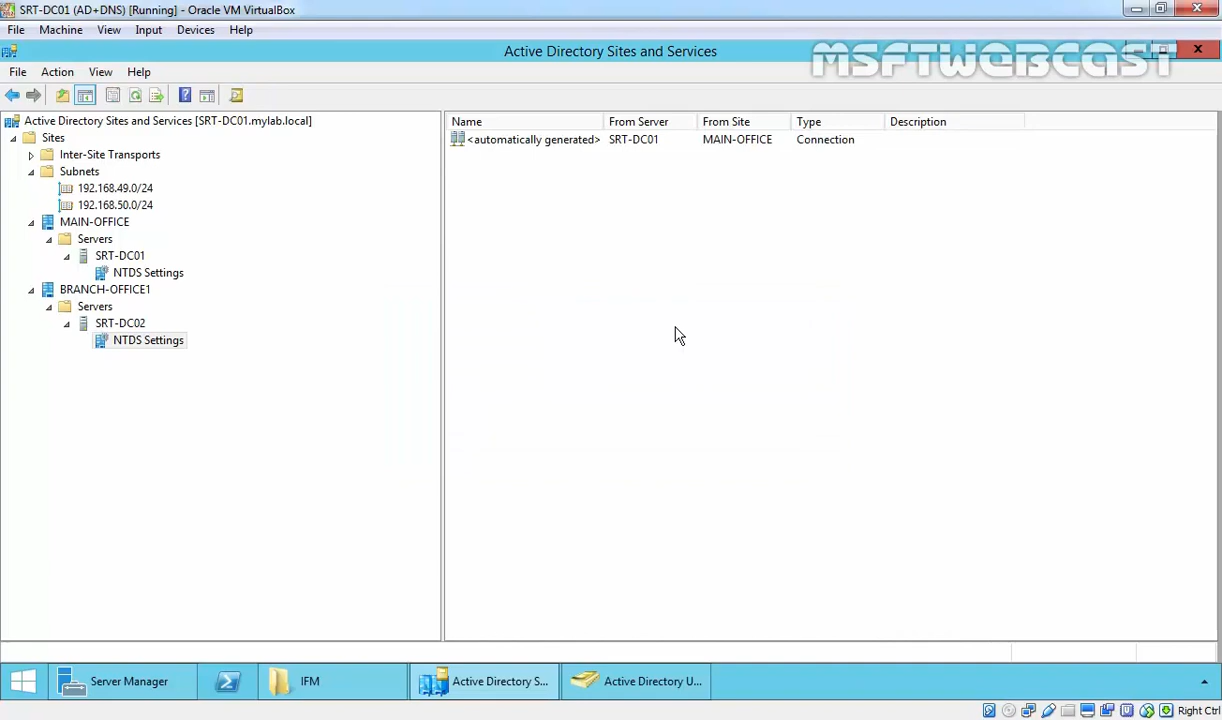 SRT-DC01 (AD+DNS) [Running] - Oracle VM VirtualBox
File Machine View Input Devices Help
Active Directory Sites and Services
MSFTWEBCAST
File Action View Help
Active Directory Sites and Services [SRT-DC01.mylab.local]
Sites
Inter-Site Transports
Subnets
192.168.49.0/24
192.168.50.0/24
MAIN-OFFICE
Servers
SRT-DC01
NTDS Settings
BRANCH-OFFICE1
Servers
SRT-DC02
NTDS Settings
Name From Server From Site Type Description
<automatically generated> SRT-DC01 MAIN-OFFICE Connection
Server Manager IFM Active Directory S... Active Directory U...
Right Ctrl